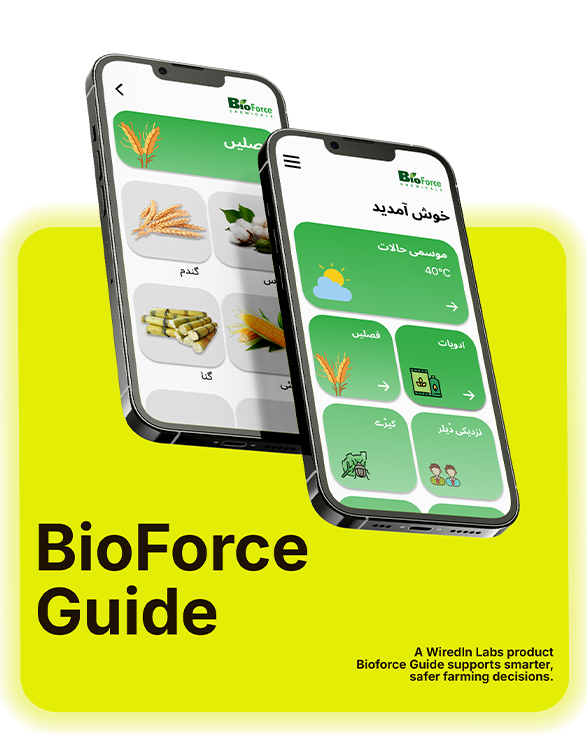 BioForce
CHEMICALS
فصلیں
گندم
گنا
BioForce
CHEMICALS
خوش آمدید
موسمی حالات
40°C
فصلیں
ادویات
کیڑے
نزدیکی ڈیلر
BioForce
Guide
A WiredIn Labs product
Bioforce Guide supports smarter,
safer farming decisions.